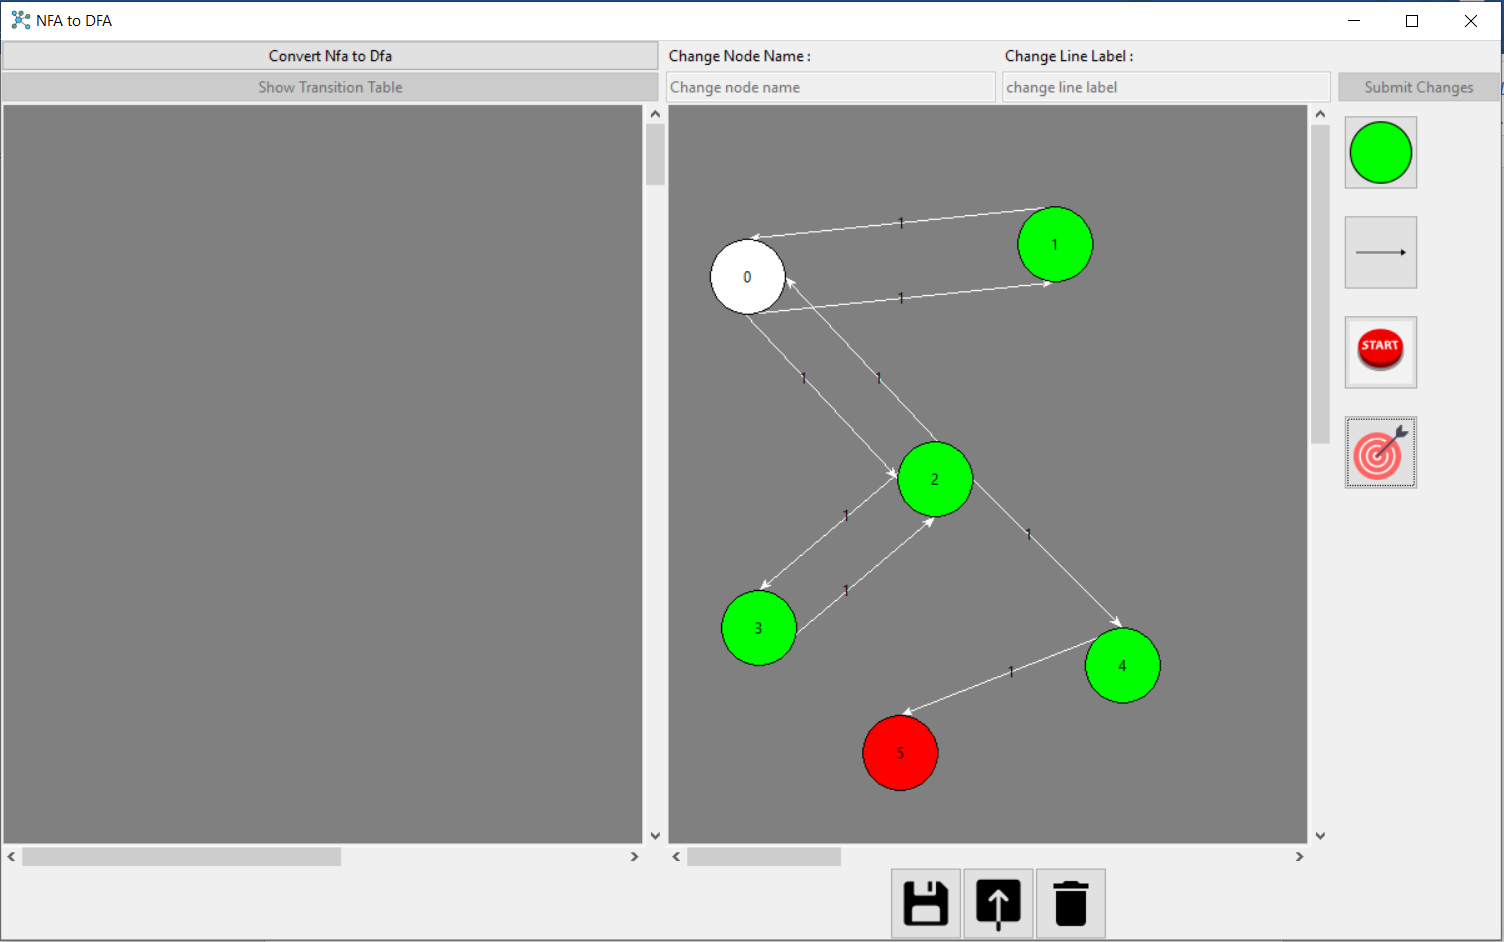 NFA to DFA
Convert Nfa to Dfa
Change Node Name :
Change Line Label :
Show Transition Table
Change node name
change line label
Submit Changes
1
1
0
1
START
1
1
2
1
1
1
3
4
1
5